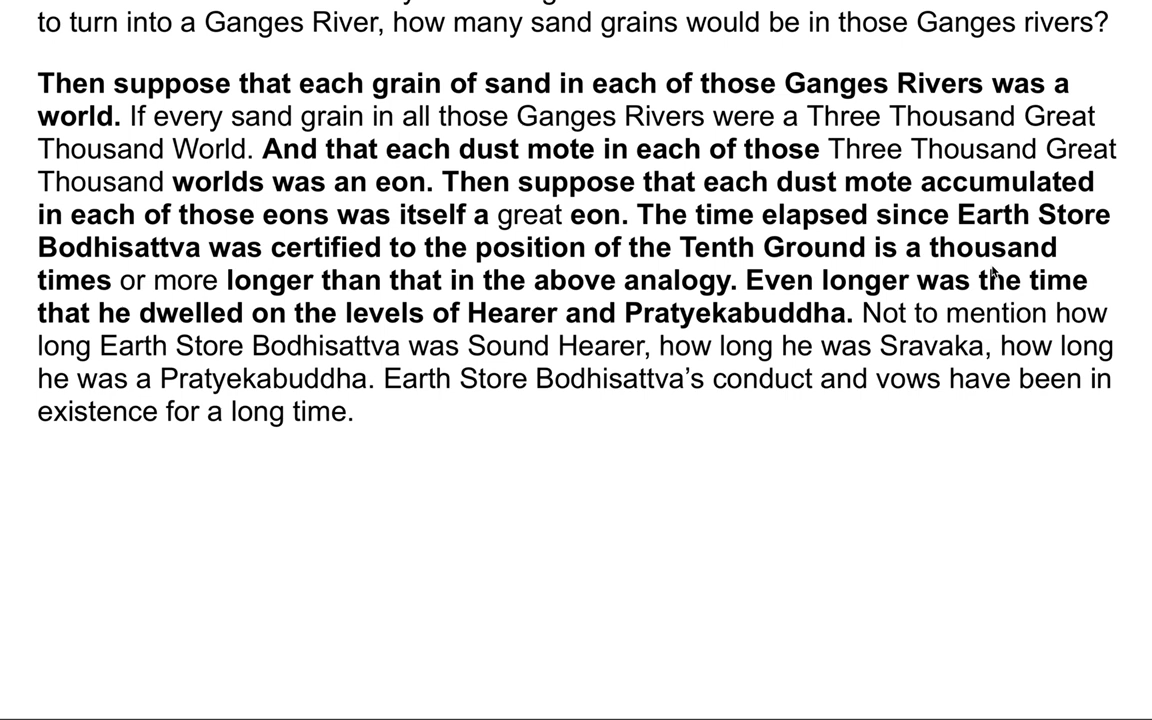 to turn into a Ganges River, how many sand grains would be in those Ganges rivers?
Then suppose that each grain of sand in each of those Ganges Rivers was a
world. If every sand grain in all those Ganges Rivers were a Three Thousand Great
Thousand World. And that each dust mote in each of those Three Thousand Great
Thousand worlds was an eon. Then suppose that each dust mote accumulated
in each of those eons was itself a great eon. The time elapsed since Earth Store
Bodhisattva was certified to the position of the Tenth Ground is a thousand
times or more longer than that in the above analogy. Even longer was the time
that he dwelled on the levels of Hearer and Pratyekabuddha. Not to mention how
long Earth Store Bodhisattva was Sound Hearer, how long he was Sravaka, how long
he was a Pratyekabuddha. Earth Store Bodhisattva’s conduct and vows have been in
existence for a long time.